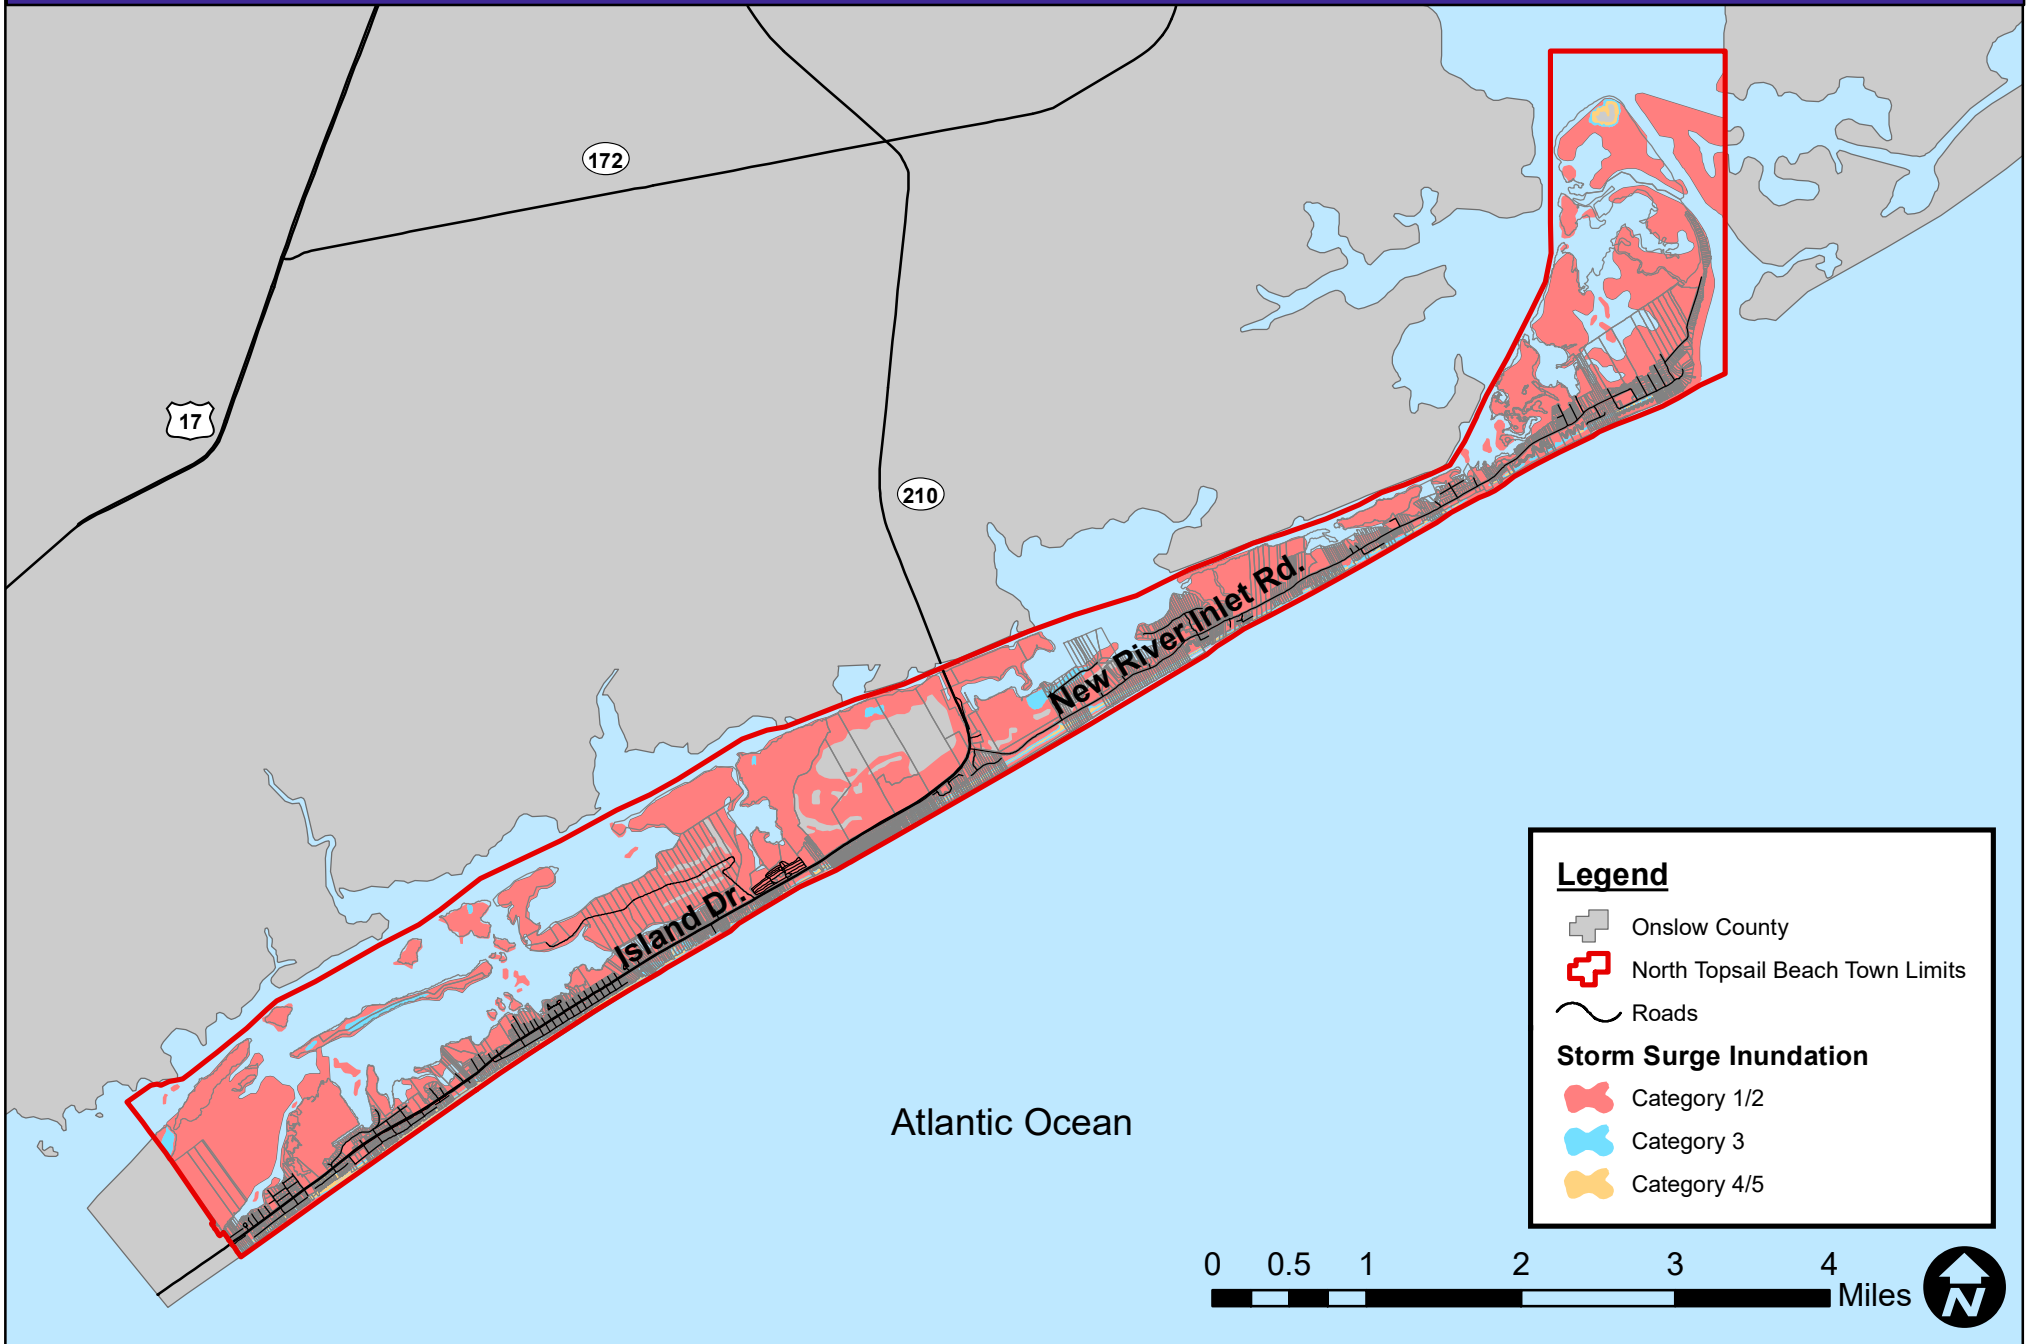 172
17
210
New River Inlet Rd.
Island Dr.
Atlantic Ocean
Legend
Onslow County
North Topsail Beach Town Limits
Roads
Storm Surge Inundation
Category 1/2
Category 3
Category 4/5
0 0.5 1 2 3 4
Miles
N